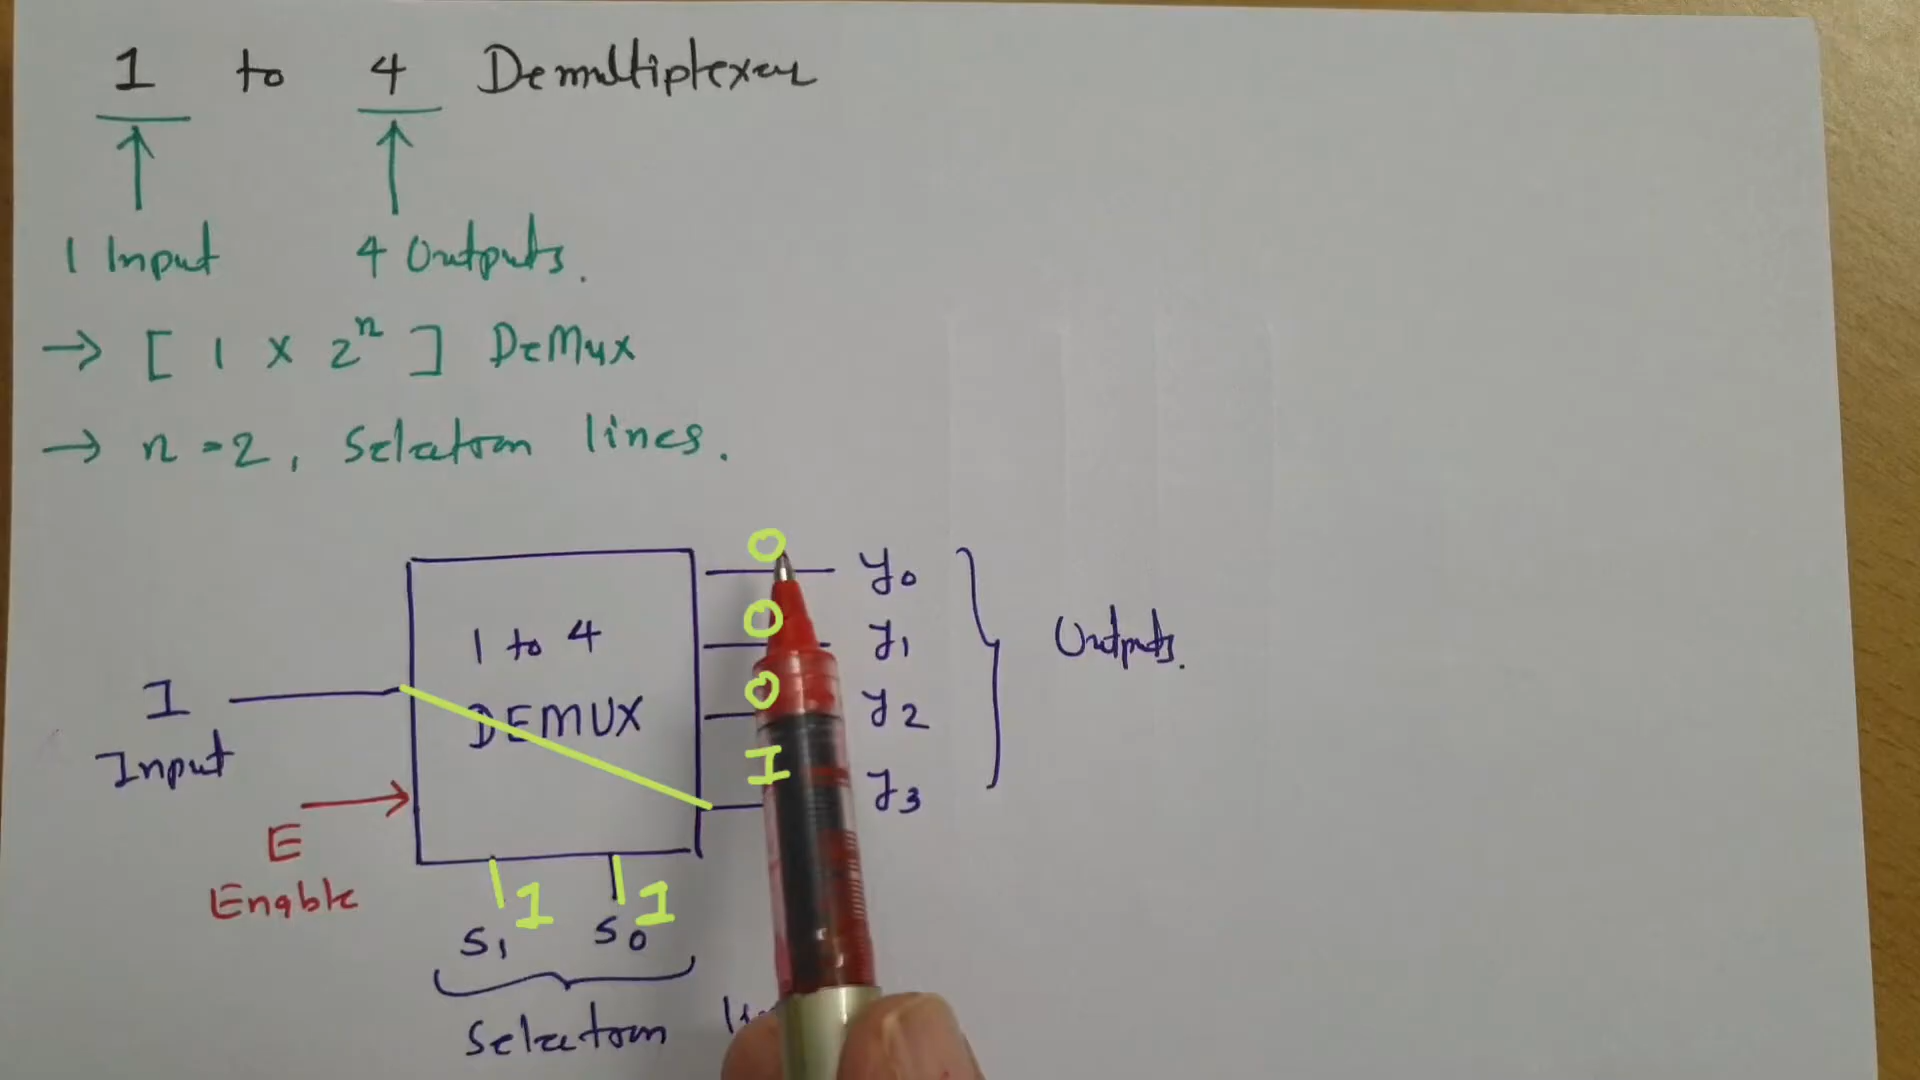 1 to 4 Demultiplexer
1 Input 4 Outputs.
→ [ 1 x 2ⁿ ] DeMux
→ n = 2, Selection lines.
0 y₀
1 to 4 0 y₁
Outputs.
I DEMUX 0 y₂
Input I y₃
E
Enable 1 1
S₁ S₀
Selection